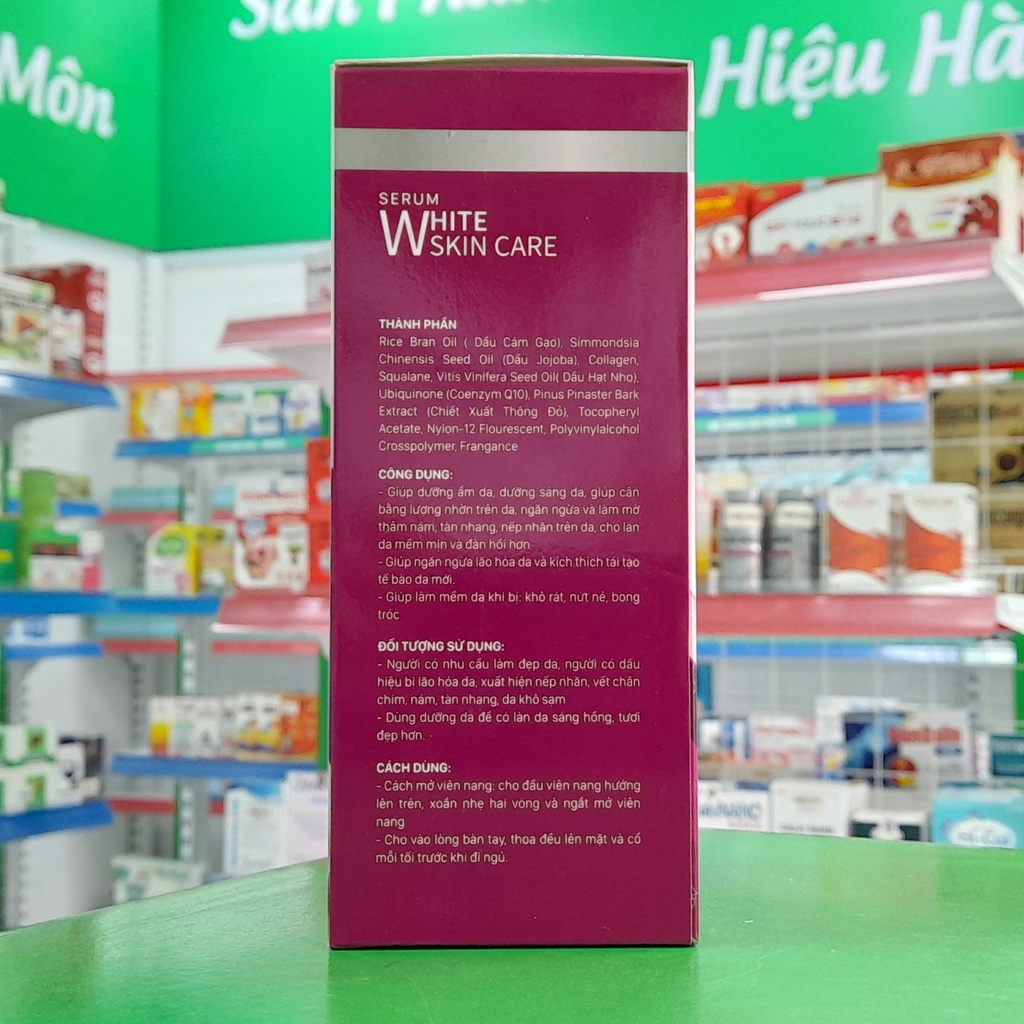 Môn
Hiệu Hà
SERUM
WHITE
SKIN CARE
THÀNH PHẦN
Rice Bran Oil ( Dầu Cám Gạo), Simmondsia
Chinensis Seed Oil (Dầu Jojoba), Collagen,
Squalane, Vitis Vinifera Seed Oil( Dầu Hạt Nho),
Ubiquinone (Coenzym Q10), Pinus Pinaster Bark
Extract (Chiết Xuất Thông Đỏ), Tocopheryl
Acetate, Nylon-12 Flourescent, Polyvinylalcohol
Crosspolymer, Frangance
CÔNG DỤNG:
- Giúp dưỡng ẩm da, dưỡng sáng da, giúp cân
bằng lượng nhờn trên da, ngăn ngừa và làm mờ
thâm nám, tàn nhang, nếp nhăn trên da, cho làn
da mềm mịn và đàn hồi hơn
- Giúp ngăn ngừa lão hóa da và kích thích tái tạo
tế bào da mới.
- Giúp làm mềm da khi bị: khô rát, nứt nẻ, bong
tróc
ĐỐI TƯỢNG SỬ DỤNG:
- Người có nhu cầu làm đẹp da, người có dấu
hiệu bị lão hóa da, xuất hiện nếp nhăn, vết chân
chim, nám, tàn nhang, da khô sạm
- Dùng dưỡng da để có làn da sáng hồng, tươi
đẹp hơn.
CÁCH DÙNG:
- Cách mở viên nang: cho đầu viên nang hướng
lên trên, xoắn nhẹ hai vòng và ngắt mở viên
nang
- Cho vào lòng bàn tay, thoa đều lên mặt và cổ
mỗi tối trước khi đi ngủ.